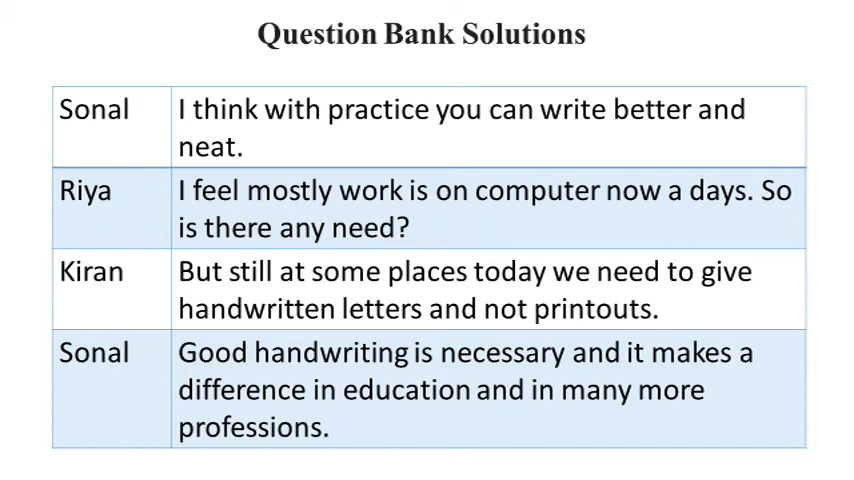 Question Bank Solutions
Sonal I think with practice you can write better and
neat.
Riya I feel mostly work is on computer now a days. So
is there any need?
Kiran But still at some places today we need to give
handwritten letters and not printouts.
Sonal Good handwriting is necessary and it makes a
difference in education and in many more
professions.